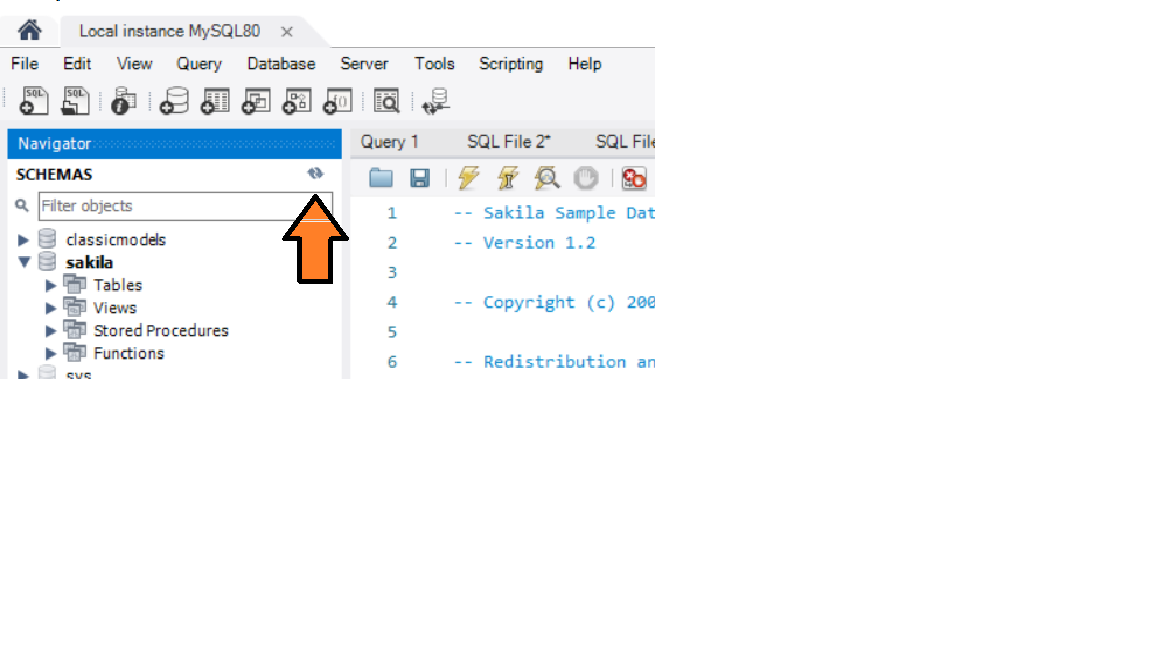 Local instance MySQL80
File Edit View Query Database Server Tools Scripting Help
SQL SQL
Navigator
SCHEMAS
Filter objects
classicmodels
sakila
Tables
Views
Stored Procedures
Functions
sys
Query 1 SQL File 2* SQL File
1 -- Sakila Sample Dat
2 -- Version 1.2
3
4 -- Copyright (c) 200
5
6 -- Redistribution an